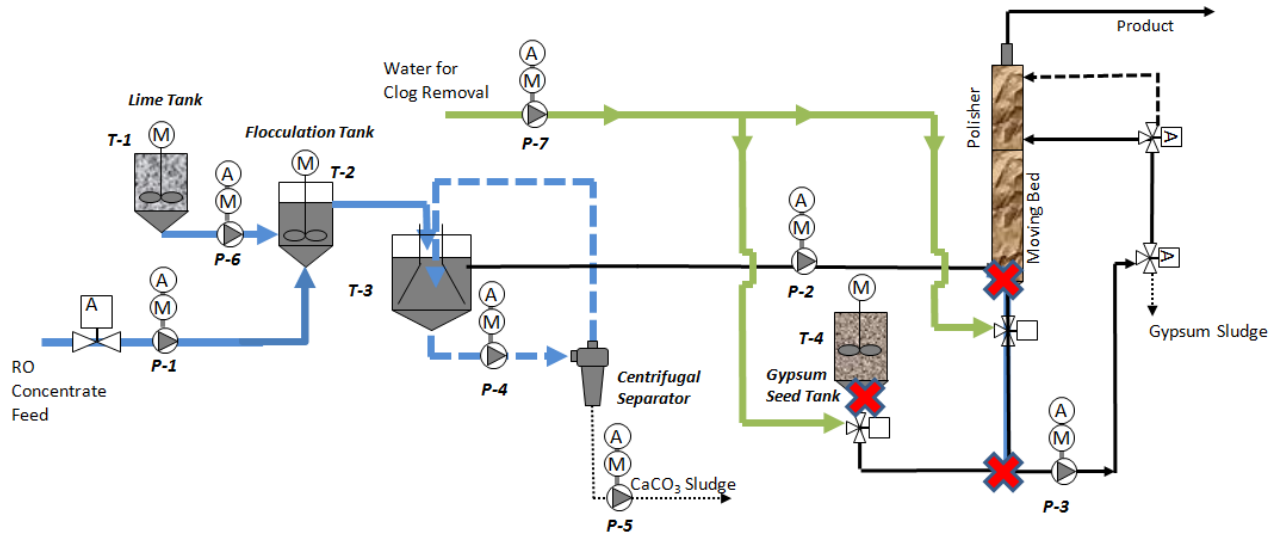 Product
A
M
Water for
Clog Removal
P-7
Polisher
Moving Bed
A
Lime Tank
T-1
M
Flocculation Tank
M
T-2
A
M
P-6
A
M
P-2
A
T-3
A
M
P-4
M
T-4
Gypsum
Seed Tank
Gypsum Sludge
A
A
M
P-1
RO
Concentrate
Feed
Centrifugal
Separator
A
M
CaCO3 Sludge
P-5
A
M
P-3